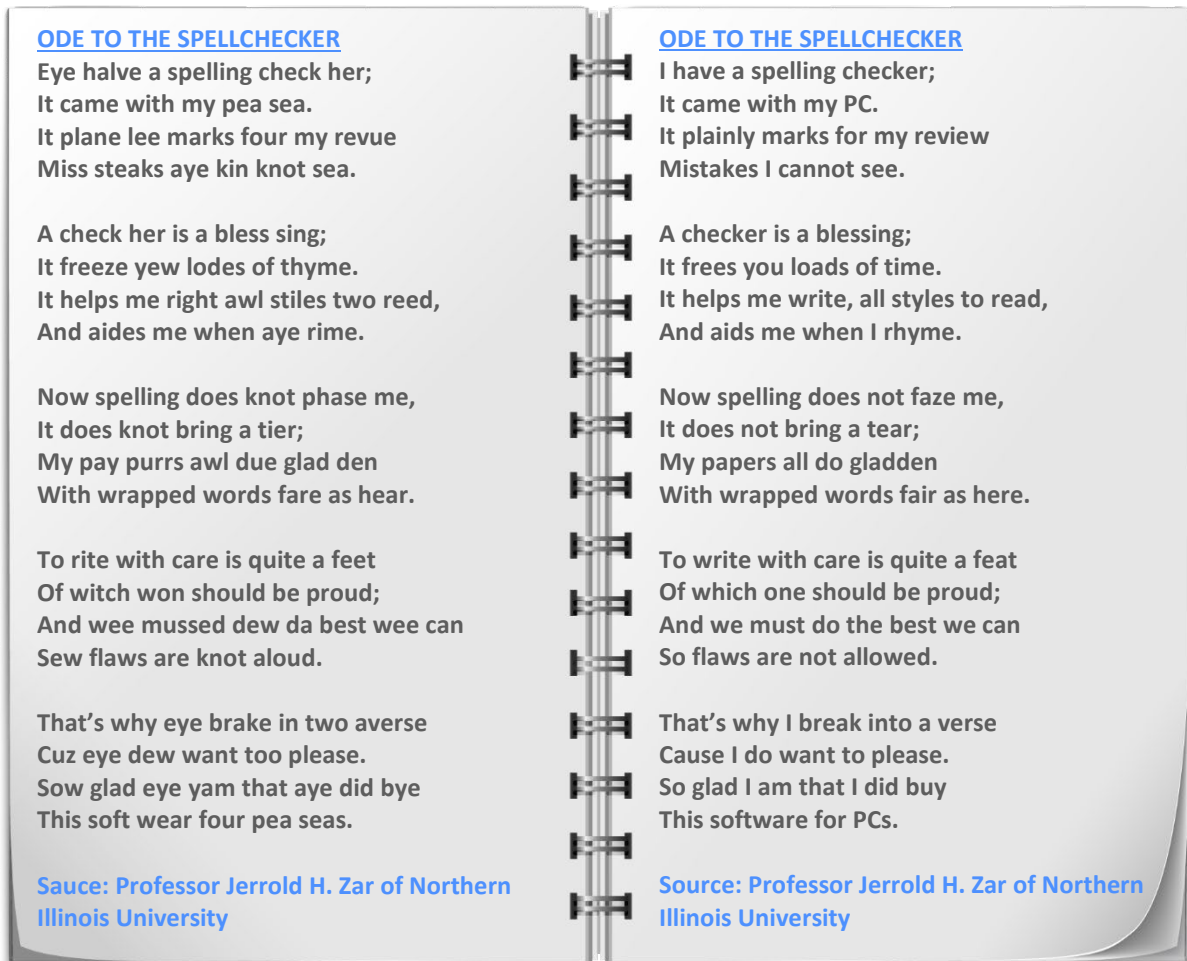 ODE TO THE SPELLCHECKER
Eye halve a spelling check her;
It came with my pea sea.
It plane lee marks four my revue
Miss steaks aye kin knot sea.
A check her is a bless sing;
It freeze yew lodes of thyme.
It helps me right awl stiles two reed,
And aides me when aye rime.
Now spelling does knot phase me,
It does knot bring a tier;
My pay purrs awl due glad den
With wrapped words fare as hear.
To rite with care is quite a feet
Of witch won should be proud;
And wee mussed dew da best wee can
Sew flaws are knot aloud.
That’s why eye brake in two averse
Cuz eye dew want too please.
Sow glad eye yam that aye did bye
This soft wear four pea seas.
Sauce: Professor Jerrold H. Zar of Northern
Illinois University
ODE TO THE SPELLCHECKER
I have a spelling checker;
It came with my PC.
It plainly marks for my review
Mistakes I cannot see.
A checker is a blessing;
It frees you loads of time.
It helps me write, all styles to read,
And aids me when I rhyme.
Now spelling does not faze me,
It does not bring a tear;
My papers all do gladden
With wrapped words fair as here.
To write with care is quite a feat
Of which one should be proud;
And we must do the best we can
So flaws are not allowed.
That’s why I break into a verse
Cause I do want to please.
So glad I am that I did buy
This software for PCs.
Source: Professor Jerrold H. Zar of Northern
Illinois University